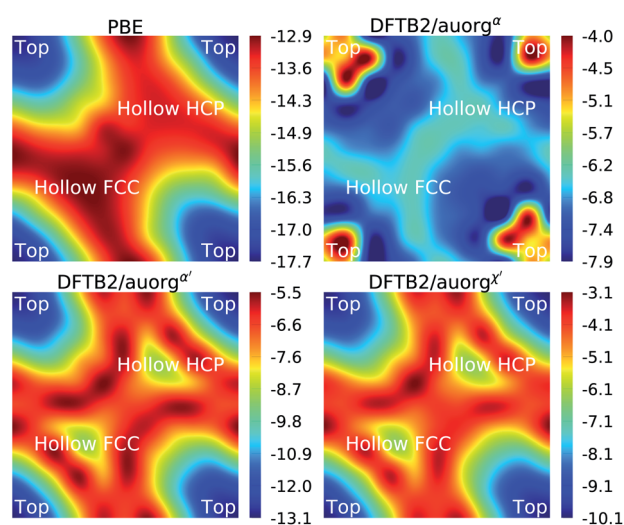 PBE
Top
Top
Hollow HCP
Hollow FCC
Top
Top
-12.9
-13.6
-14.3
-14.9
-15.6
-16.3
-17.0
-17.7
DFTB2/auorgᵅ
Top
Top
Hollow HCP
Hollow FCC
Top
Top
-4.0
-4.5
-5.1
-5.7
-6.2
-6.8
-7.4
-7.9
DFTB2/auorgᵅ′
Top
Top
Hollow HCP
Hollow FCC
Top
Top
-5.5
-6.6
-7.6
-8.7
-9.8
-10.9
-12.0
-13.1
DFTB2/auorgᵡ′
Top
Top
Hollow HCP
Hollow FCC
Top
Top
-3.1
-4.1
-5.1
-6.1
-7.1
-8.1
-9.1
-10.1